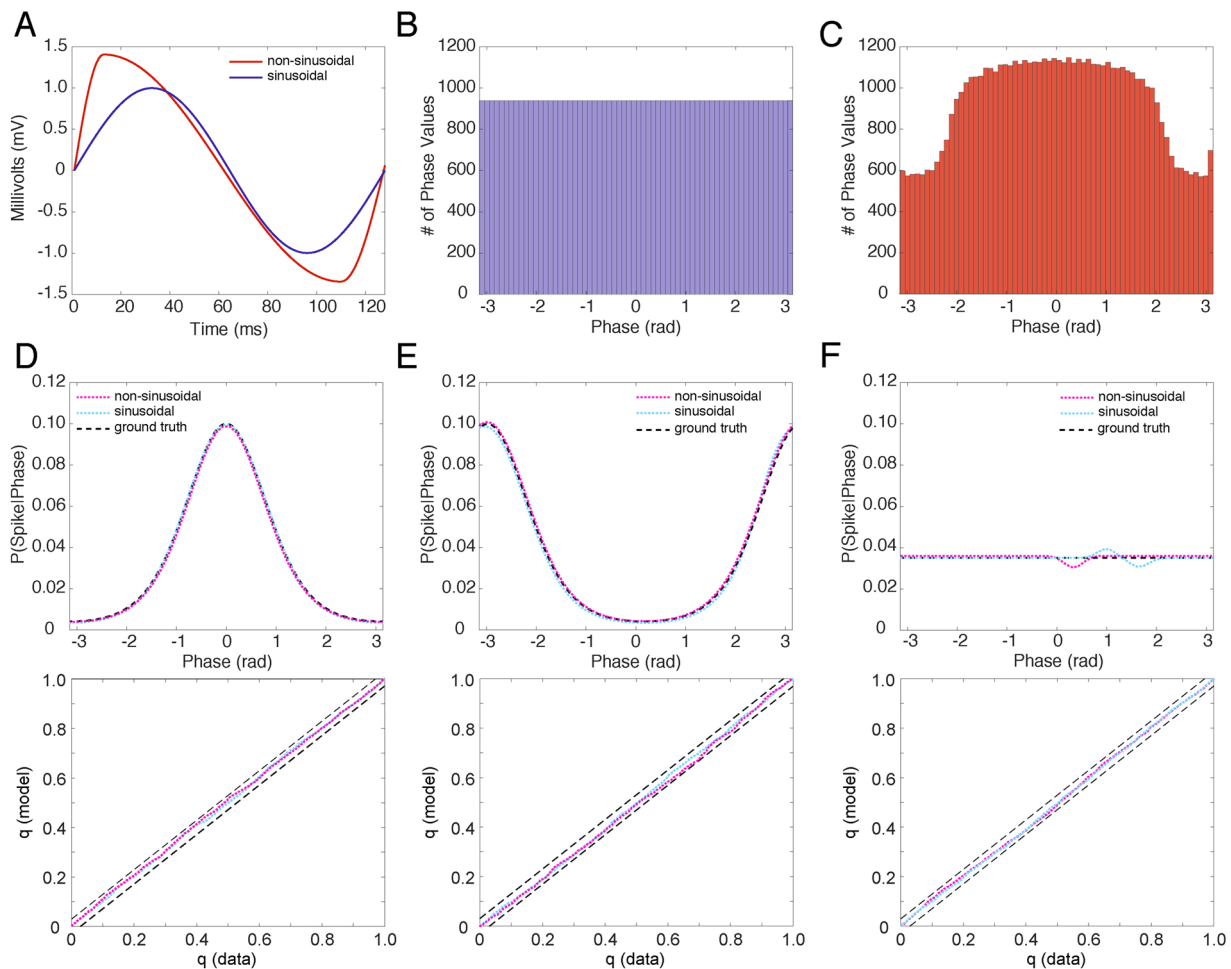 A
1.5
1.0
0.5
0
-0.5
-1.0
-1.5
Millivolts (mV)
non-sinusoidal
sinusoidal
0 20 40 60 80 100 120
Time (ms)
B
1200
1000
800
600
400
200
0
# of Phase Values
-3 -2 -1 0 1 2 3
Phase (rad)
C
1200
1000
800
600
400
200
0
# of Phase Values
-3 -2 -1 0 1 2 3
Phase (rad)
D
0.12
0.10
0.08
0.06
0.04
0.02
0
P(Spike|Phase)
non-sinusoidal
sinusoidal
ground truth
-3 -2 -1 0 1 2 3
Phase (rad)
E
0.12
0.10
0.08
0.06
0.04
0.02
0
P(Spike|Phase)
non-sinusoidal
sinusoidal
ground truth
-3 -2 -1 0 1 2 3
Phase (rad)
F
0.12
0.10
0.08
0.06
0.04
0.02
0
P(Spike|Phase)
non-sinusoidal
sinusoidal
ground truth
-3 -2 -1 0 1 2 3
Phase (rad)
1.0
0.8
0.6
0.4
0.2
0
q (model)
0 0.2 0.4 0.6 0.8 1.0
q (data)
1.0
0.8
0.6
0.4
0.2
0
q (model)
0 0.2 0.4 0.6 0.8 1.0
q (data)
1.0
0.8
0.6
0.4
0.2
0
q (model)
0 0.2 0.4 0.6 0.8 1.0
q (data)